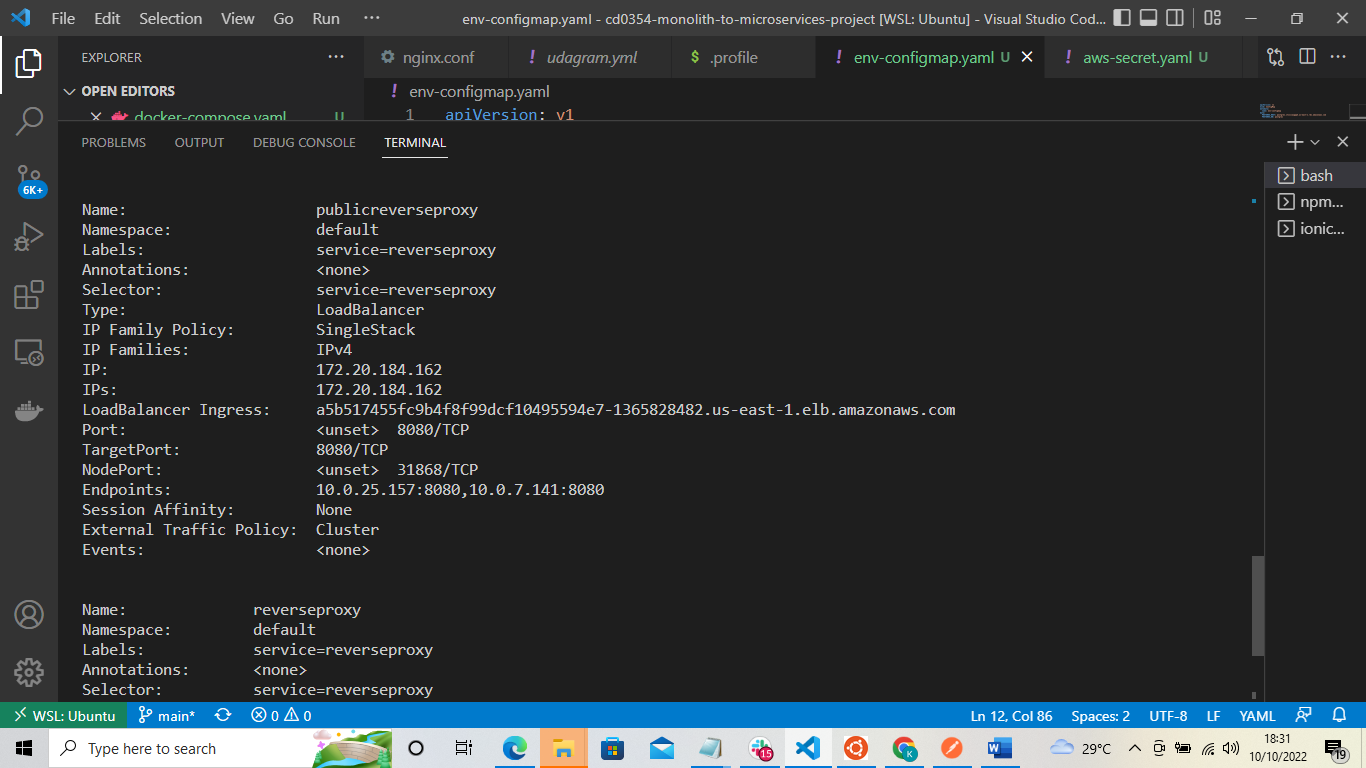 File Edit Selection View Go Run ··· env-configmap.yaml - cd0354-monolith-to-microservices-project [WSL: Ubuntu] - Visual Studio Cod...
EXPLORER ···
nginx.conf ! udagram.yml $ .profile ! env-configmap.yaml U ! aws-secret.yaml U ···
OPEN EDITORS
! env-configmap.yaml
docker-compose.yaml U
1 apiVersion: v1
PROBLEMS OUTPUT DEBUG CONSOLE TERMINAL
6K+
bash
npm...
ionic...
Name: publicreverseproxy
Namespace: default
Labels: service=reverseproxy
Annotations: <none>
Selector: service=reverseproxy
Type: LoadBalancer
IP Family Policy: SingleStack
IP Families: IPv4
IP: 172.20.184.162
IPs: 172.20.184.162
LoadBalancer Ingress: a5b517455fc9b4f8f99dcf10495594e7-1365828482.us-east-1.elb.amazonaws.com
Port: <unset> 8080/TCP
TargetPort: 8080/TCP
NodePort: <unset> 31868/TCP
Endpoints: 10.0.25.157:8080,10.0.7.141:8080
Session Affinity: None
External Traffic Policy: Cluster
Events: <none>
Name: reverseproxy
Namespace: default
Labels: service=reverseproxy
Annotations: <none>
Selector: service=reverseproxy
WSL: Ubuntu main* 0 0 Ln 12, Col 86 Spaces: 2 UTF-8 LF YAML
Type here to search 15 29°C 18:31
10/10/2022 19